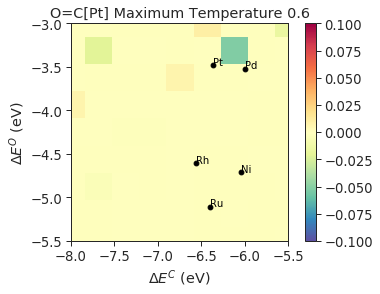 O=C[Pt] Maximum Temperature 0.6
−3.0
−3.5
−4.0
−4.5
−5.0
−5.5
ΔE^O (eV)
Pt
Pd
Rh
Ni
Ru
−8.0 −7.5 −7.0 −6.5 −6.0 −5.5
ΔE^C (eV)
0.100
0.075
0.050
0.025
0.000
−0.025
−0.050
−0.075
−0.100